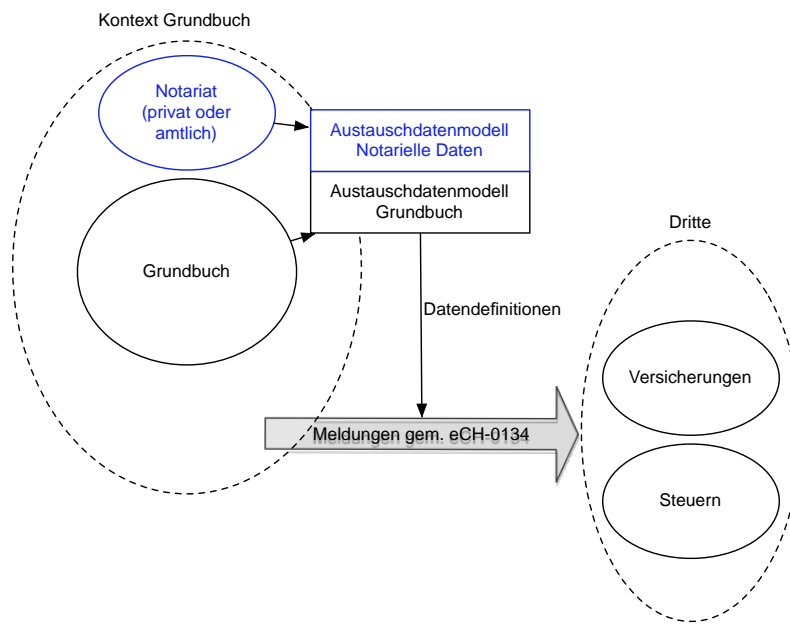 Kontext Grundbuch
Notariat
(privat oder
amtlich)
Austauschdatenmodell
Notarielle Daten
Austauschdatenmodell
Grundbuch
Grundbuch
Dritte
Datendefinitionen
Versicherungen
Meldungen gem. eCH-0134
Steuern